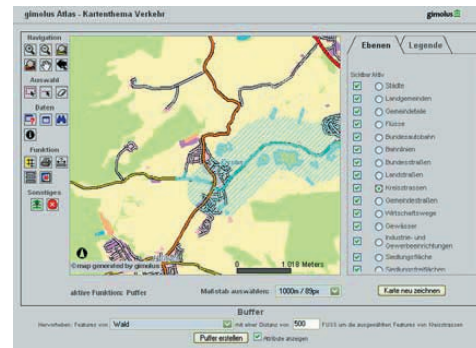 gimolus Atlas - Kartenthema Verkehr
gimolus
Navigation
Auswahl
Daten
Funktion
Sonstiges
©map generated by gimolus
0 1.018 Meters
Ebenen
Legende
Sichtbar Aktiv
Städte
Landgemeinden
Gemeindeteile
Flüsse
Bundesautobahn
Bahnlinien
Bundesstraßen
Landstraßen
Kreisstrassen
Gemeindestraßen
Wirtschaftswege
Gewässer
Industrie- und
Gewerbeeinrichtungen
Siedlungsfläche
Siedlungsfreiflächen
aktive Funktion: Puffer
Maßstab auswählen: 1000m / 89px
Karte neu zeichnen
Buffer
Hervorheben: Features von Wald mit einer Distanz von 500 FUSS um die ausgewählten Features von Kreisstrassen
Puffer erstellen Attribute anzeigen